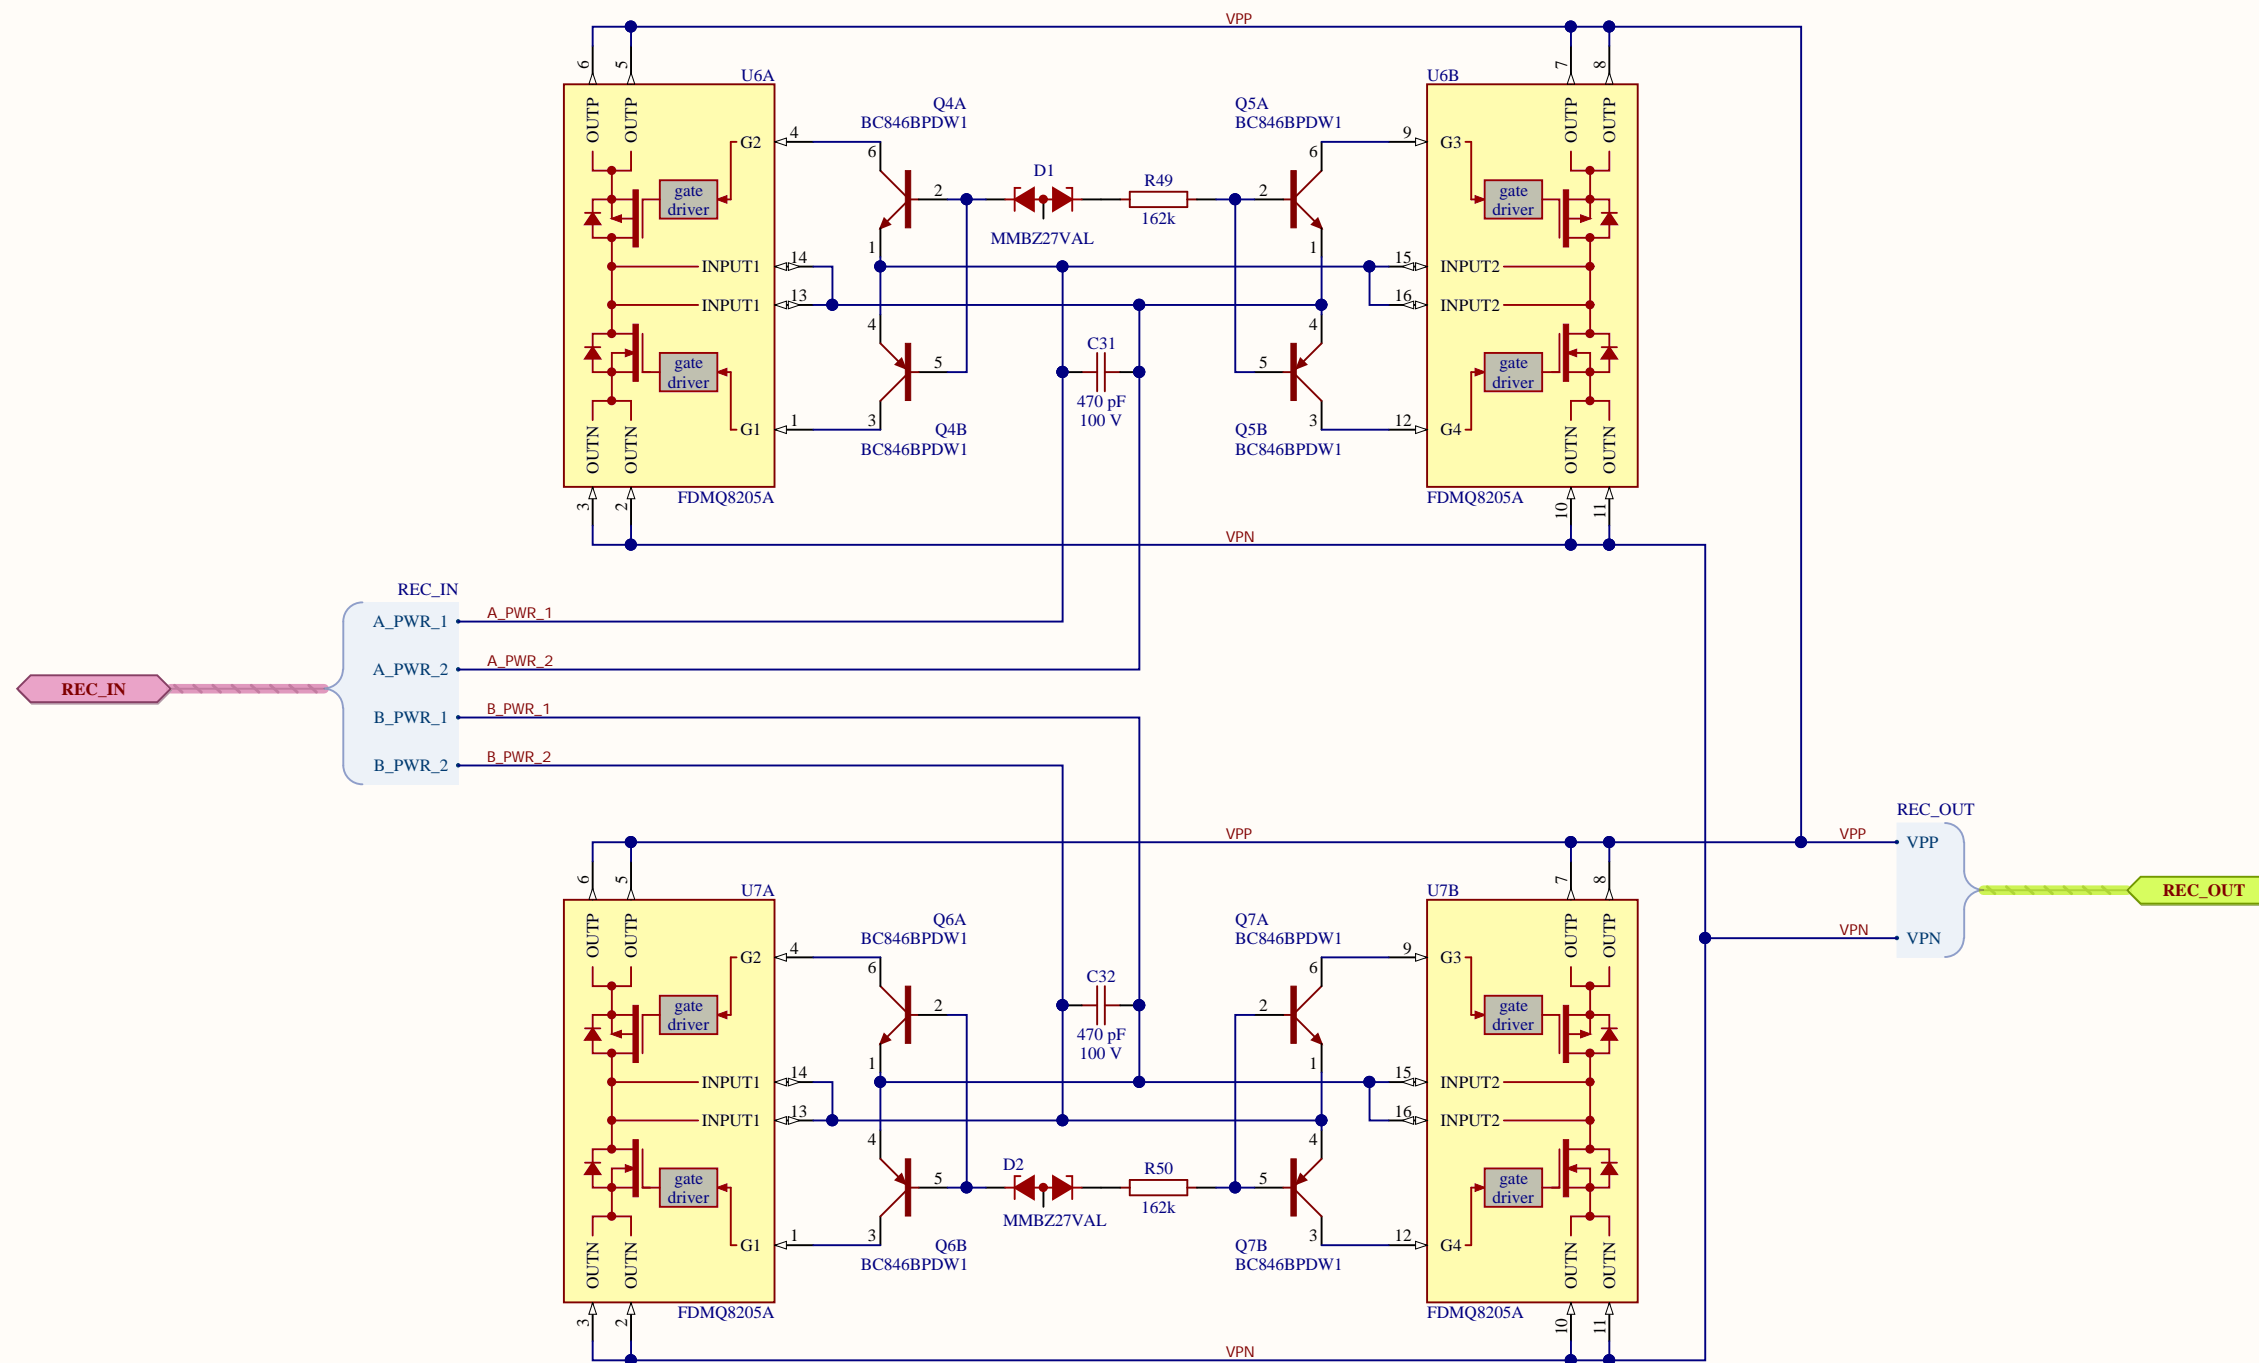 VPP
6
5
7
8
U6A
U6B
OUTP
OUTP
OUTP
OUTP
Q4A
BC846BPDW1
Q5A
BC846BPDW1
G2
4
6
6
9
G3
gate
driver
2
D1
R49
162k
2
gate
driver
MMBZ27VAL
1
1
INPUT1
14
15
INPUT2
INPUT1
13
16
INPUT2
4
4
gate
driver
5
C31
470 pF
100 V
5
gate
driver
G1
1
3
Q4B
BC846BPDW1
Q5B
BC846BPDW1
3
12
G4
OUTN
OUTN
OUTN
OUTN
FDMQ8205A
FDMQ8205A
3
2
10
11
VPN
REC_IN
A_PWR_1
A_PWR_1
A_PWR_2
A_PWR_2
REC_IN
B_PWR_1
B_PWR_1
B_PWR_2
B_PWR_2
REC_OUT
VPP
VPP
VPP
VPN
VPN
REC_OUT
6
5
7
8
U7A
U7B
OUTP
OUTP
OUTP
OUTP
Q6A
BC846BPDW1
Q7A
BC846BPDW1
G2
4
6
6
9
G3
gate
driver
2
C32
470 pF
100 V
2
gate
driver
1
1
INPUT1
14
15
INPUT2
INPUT1
13
16
INPUT2
4
4
gate
driver
5
D2
MMBZ27VAL
R50
162k
5
gate
driver
G1
1
3
Q6B
BC846BPDW1
Q7B
BC846BPDW1
3
12
G4
OUTN
OUTN
OUTN
OUTN
FDMQ8205A
FDMQ8205A
3
2
10
11
VPN